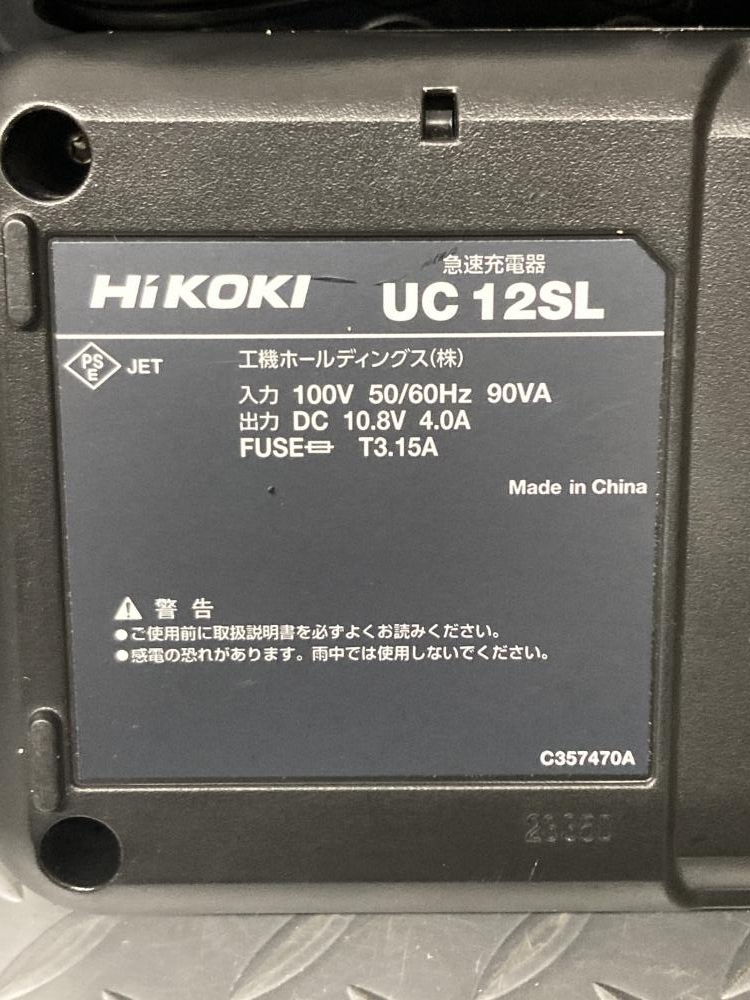 急速充電器
HiKOKI UC 12SL
PSE JET
工機ホールディングス(株)
入力 100V 50/60Hz 90VA
出力 DC 10.8V 4.0A
FUSE T3.15A
Made in China
警告
●ご使用前に取扱説明書を必ずよくお読みください。
●感電の恐れがあります。雨中では使用しないでください。
C357470A